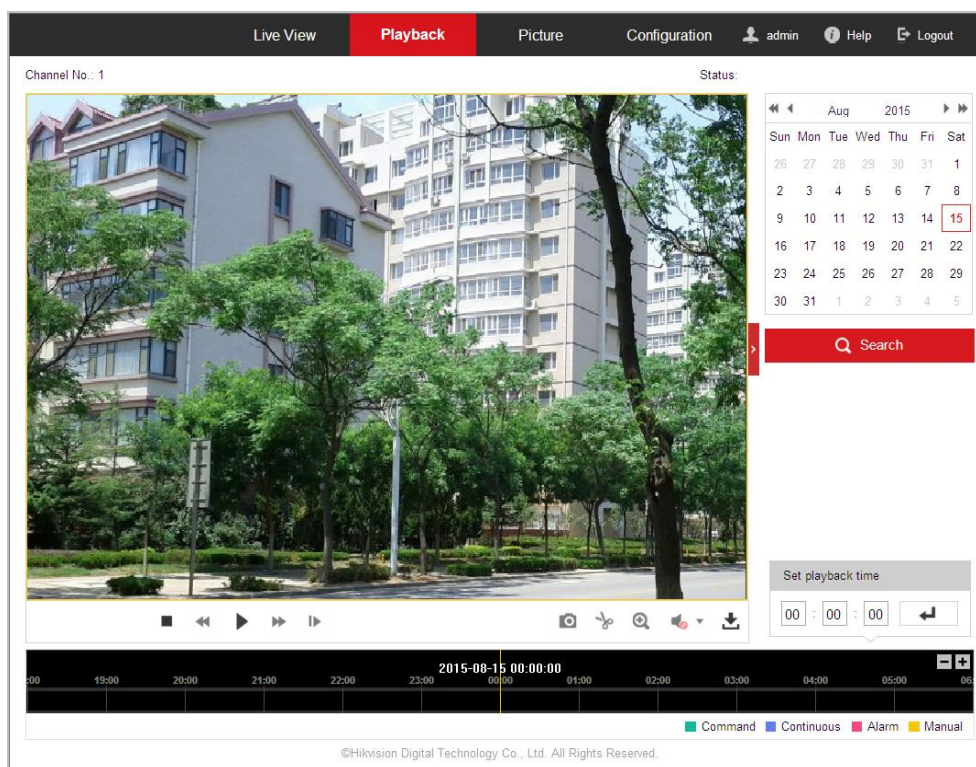 Live View Playback Picture Configuration admin Help Logout
Channel No.: 1 Status:
Aug 2015
Sun Mon Tue Wed Thu Fri Sat
26 27 28 29 30 31 1
2 3 4 5 6 7 8
9 10 11 12 13 14 15
16 17 18 19 20 21 22
23 24 25 26 27 28 29
30 31 1 2 3 4 5
Search
Set playback time
00 : 00 : 00
2015-08-15 00:00:00
:00 19:00 20:00 21:00 22:00 23:00 00:00 01:00 02:00 03:00 04:00 05:00 06:
Command Continuous Alarm Manual
©Hikvision Digital Technology Co., Ltd. All Rights Reserved.